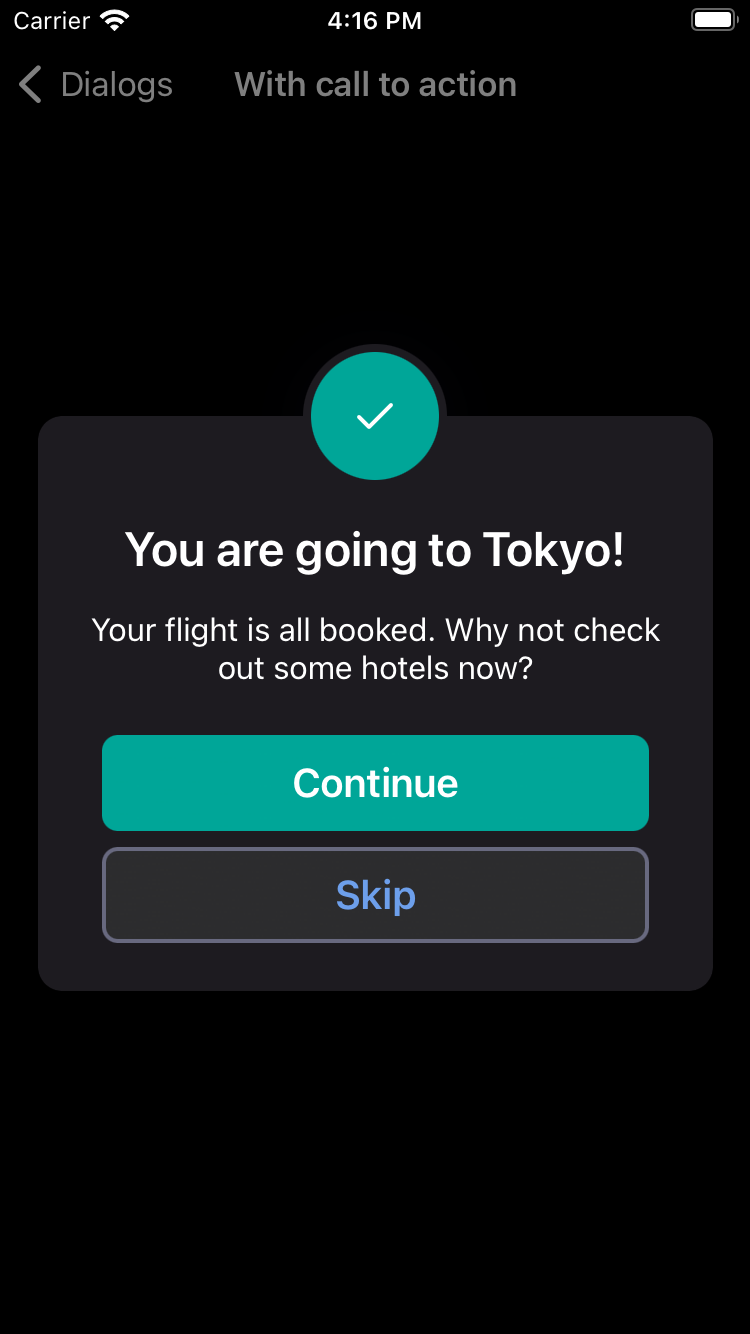 Carrier 4:16 PM
Dialogs With call to action
You are going to Tokyo!
Your flight is all booked. Why not check
out some hotels now?
Continue
Skip